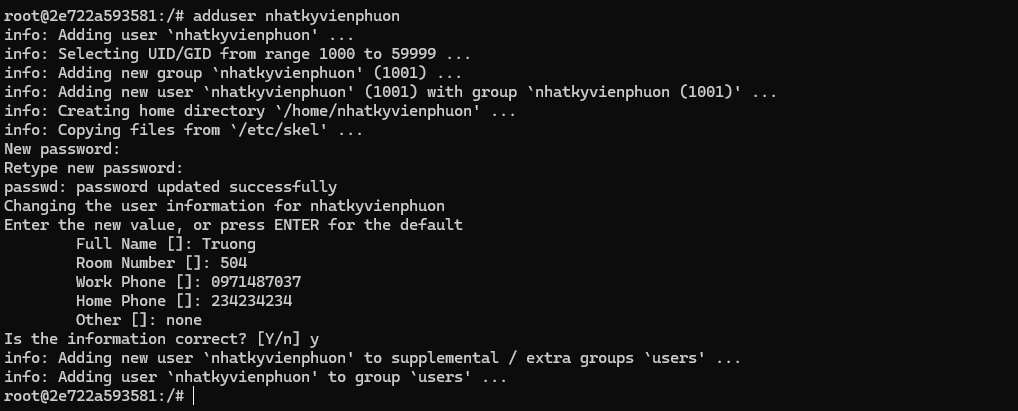 root@2e722a593581:/# adduser nhatkyvienphuon
info: Adding user `nhatkyvienphuon' ...
info: Selecting UID/GID from range 1000 to 59999 ...
info: Adding new group `nhatkyvienphuon' (1001) ...
info: Adding new user `nhatkyvienphuon' (1001) with group `nhatkyvienphuon (1001)' ...
info: Creating home directory `/home/nhatkyvienphuon' ...
info: Copying files from `/etc/skel' ...
New password:
Retype new password:
passwd: password updated successfully
Changing the user information for nhatkyvienphuon
Enter the new value, or press ENTER for the default
        Full Name []: Truong
        Room Number []: 504
        Work Phone []: 0971487037
        Home Phone []: 234234234
        Other []: none
Is the information correct? [Y/n] y
info: Adding new user `nhatkyvienphuon' to supplemental / extra groups `users' ...
info: Adding user `nhatkyvienphuon' to group `users' ...
root@2e722a593581:/#